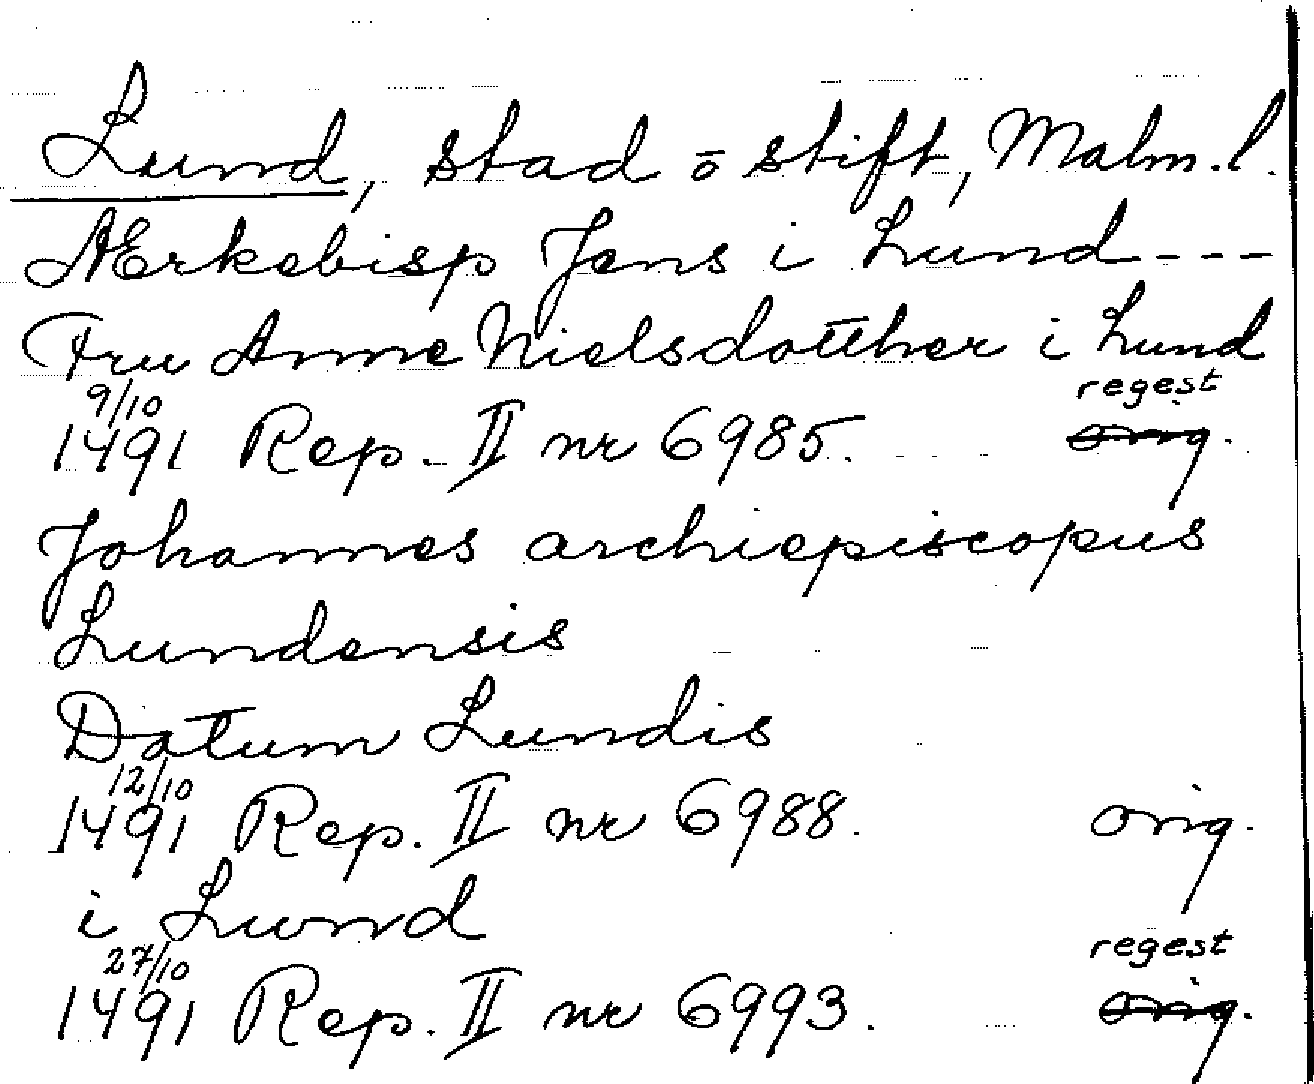 Lund, stad ō stift, Malm.l.
Ærkebisp Jens i Lund ---
Fru Anne Nielsdotther i Lund
9/10 regest
1491 Rep. II nr 6985. orig.
Johannes archiepiscopus
Lundensis
Datum Lundis
12/10
1491 Rep. II nr 6988. orig.
i Lund
27/10 regest
1491 Rep. II nr 6993. orig.